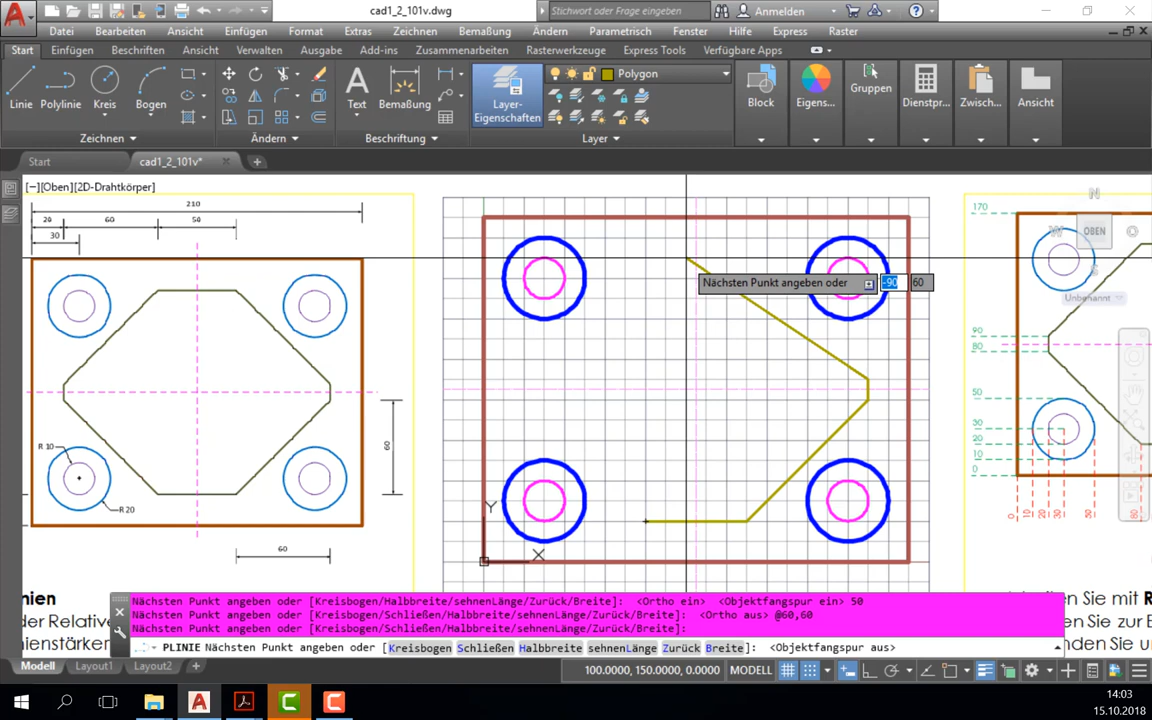 A
cad1_2_101v.dwg
Stichwort oder Frage eingeben
Anmelden
Datei Bearbeiten Ansicht Einfügen Format Extras Zeichnen Bemaßung Ändern Parametrisch Fenster Hilfe Express Raster
Start Einfügen Beschriften Ansicht Verwalten Ausgabe Add-ins Zusammenarbeiten Rasterwerkzeuge Express Tools Verfügbare Apps
Polygon
Linie Polylinie Kreis Bogen Text Bemaßung Layer-Eigenschaften Block Eigens... Gruppen Dienstpr... Zwisch... Ansicht
Zeichnen Ändern Beschriftung Layer
Start cad1_2_101v*
[−][Oben][2D-Drahtkörper]
210
20 60 50
30
60
R 10
R 20
60
Y
X
Nächsten Punkt angeben oder -90 60
170
90
80
50
30
20
10
0
0 10 20 30 50 80
N
W OBEN O
S
Unbenannt
nien
der Relativ
nienstärken
en Sie mit R
en Sie zur E
nden Sie un
Nächsten Punkt angeben oder [Kreisbogen/Halbbreite/sehnenLänge/Zurück/Breite]: <Ortho ein> <Objektfangspur ein> 50
Nächsten Punkt angeben oder [Kreisbogen/Schließen/Halbbreite/sehnenLänge/Zurück/Breite]: <Ortho aus> @60,60
Nächsten Punkt angeben oder [Kreisbogen/Schließen/Halbbreite/sehnenLänge/Zurück/Breite]:
PLINIE Nächsten Punkt angeben oder [Kreisbogen Schließen Halbbreite sehnenLänge Zurück Breite]: <Objektfangspur aus>
Modell Layout1 Layout2
100.0000, 150.0000, 0.0000 MODELL
14:03
15.10.2018